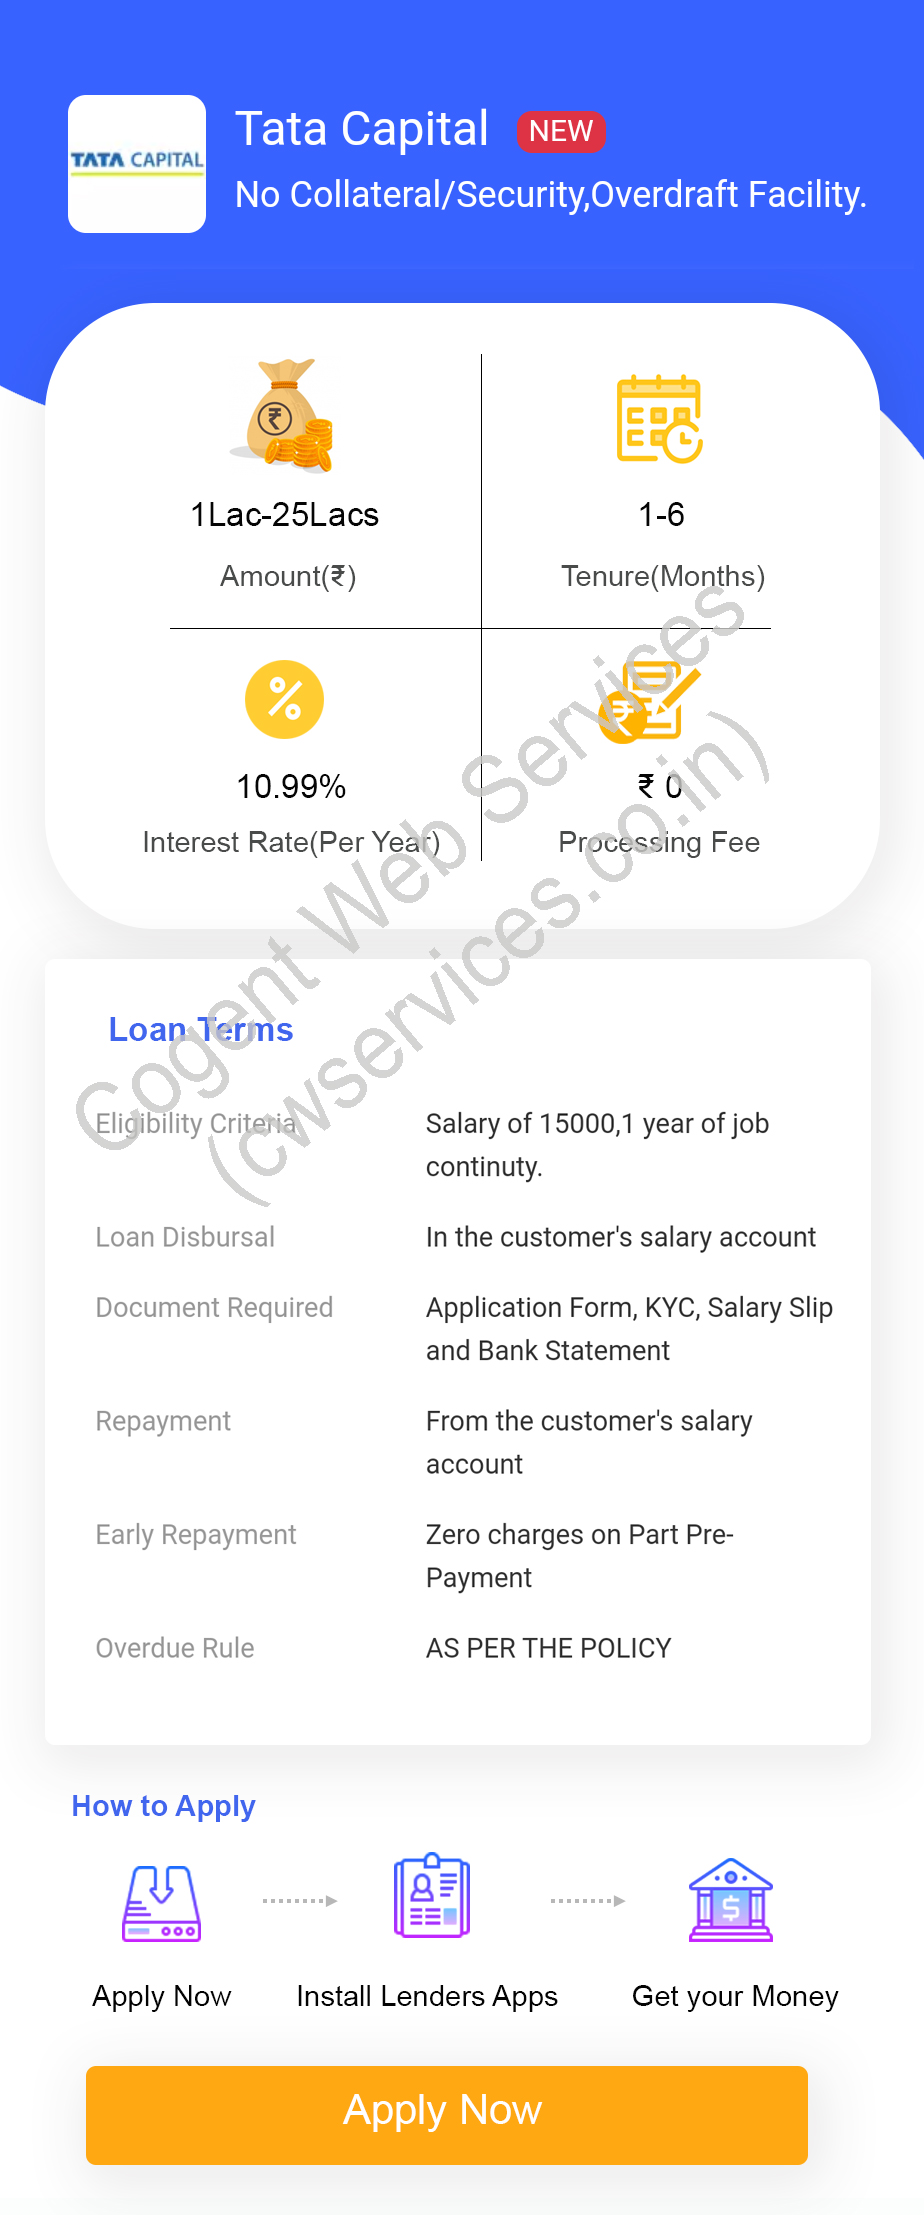 TATA CAPITAL
Tata Capital NEW
No Collateral/Security,Overdraft Facility.
1Lac-25Lacs
Amount(₹)
1-6
Tenure(Months)
10.99%
Interest Rate(Per Year)
₹ 0
Processing Fee
Cogent Web Services
(cwservices.co.in)
Loan Terms
Eligibility Criteria
Salary of 15000,1 year of job
continuty.
Loan Disbursal
In the customer's salary account
Document Required
Application Form, KYC, Salary Slip
and Bank Statement
Repayment
From the customer's salary
account
Early Repayment
Zero charges on Part Pre-
Payment
Overdue Rule
AS PER THE POLICY
How to Apply
Apply Now
Install Lenders Apps
Get your Money
Apply Now